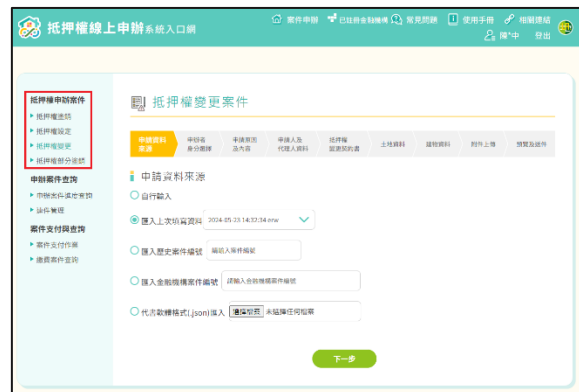 抵押權線上申辦系統入口網
案件申辦 已註冊金融機構 常見問題 使用手冊 相關連結
陳*中 登出
抵押權申辦案件
抵押權塗銷
抵押權設定
抵押權變更
抵押權部分塗銷
申辦案件查詢
申辦案件進度查詢
送件管理
案件支付與查詢
案件支付作業
繳費案件查詢
抵押權變更案件
申請資料來源
申辦者身分選擇
申請原因及內容
申請人及代理人資料
抵押權變更契約書
土地資料
建物資料
附件上傳
預覽及送件
申請資料來源
自行輸入
匯入上次填寫資料 2024-05-23 14:32:34
匯入歷史案件編號 請輸入案件編號
匯入金融機構案件編號 請輸入金融機構案件編號
代書軟體格式(.json)匯入 選擇檔案 未選擇任何檔案
下一步